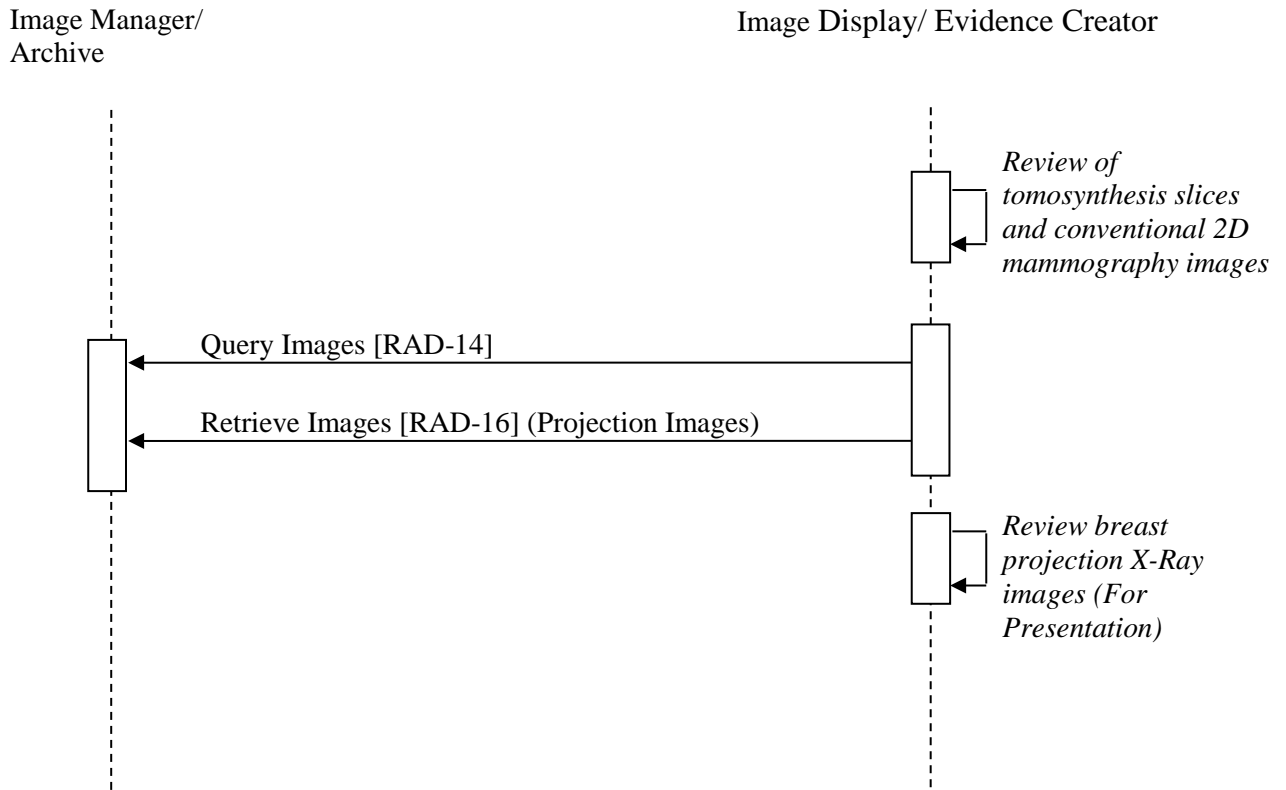 Image Manager/
Archive
Image Display/ Evidence Creator
Review of
tomosynthesis slices
and conventional 2D
mammography images
Query Images [RAD-14]
Retrieve Images [RAD-16] (Projection Images)
Review breast
projection X-Ray
images (For
Presentation)